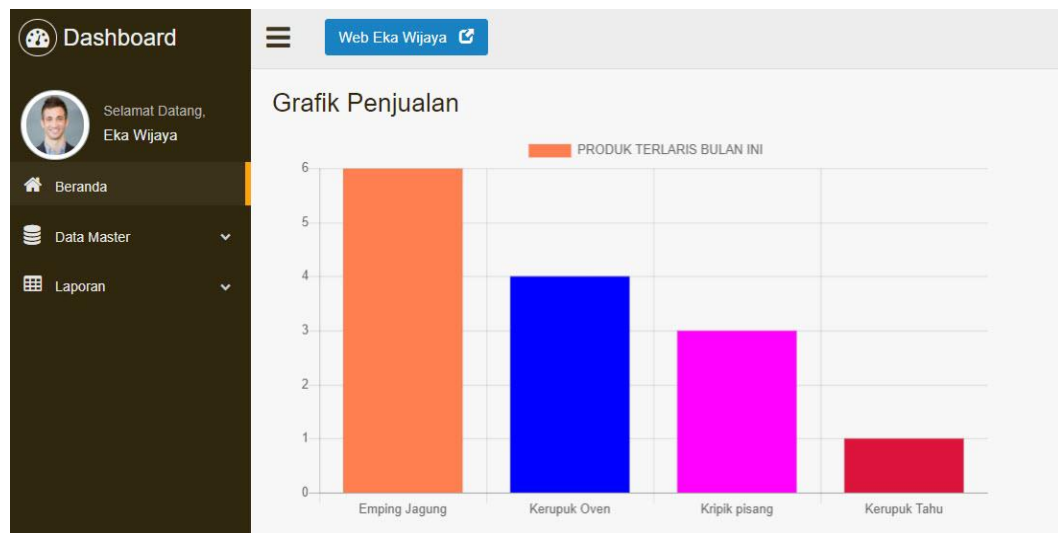 Dashboard
Web Eka Wijaya
Selamat Datang,
Eka Wijaya
Beranda
Data Master
Laporan
Grafik Penjualan
PRODUK TERLARIS BULAN INI
6
5
4
3
2
1
0
Emping Jagung
Kerupuk Oven
Kripik pisang
Kerupuk Tahu